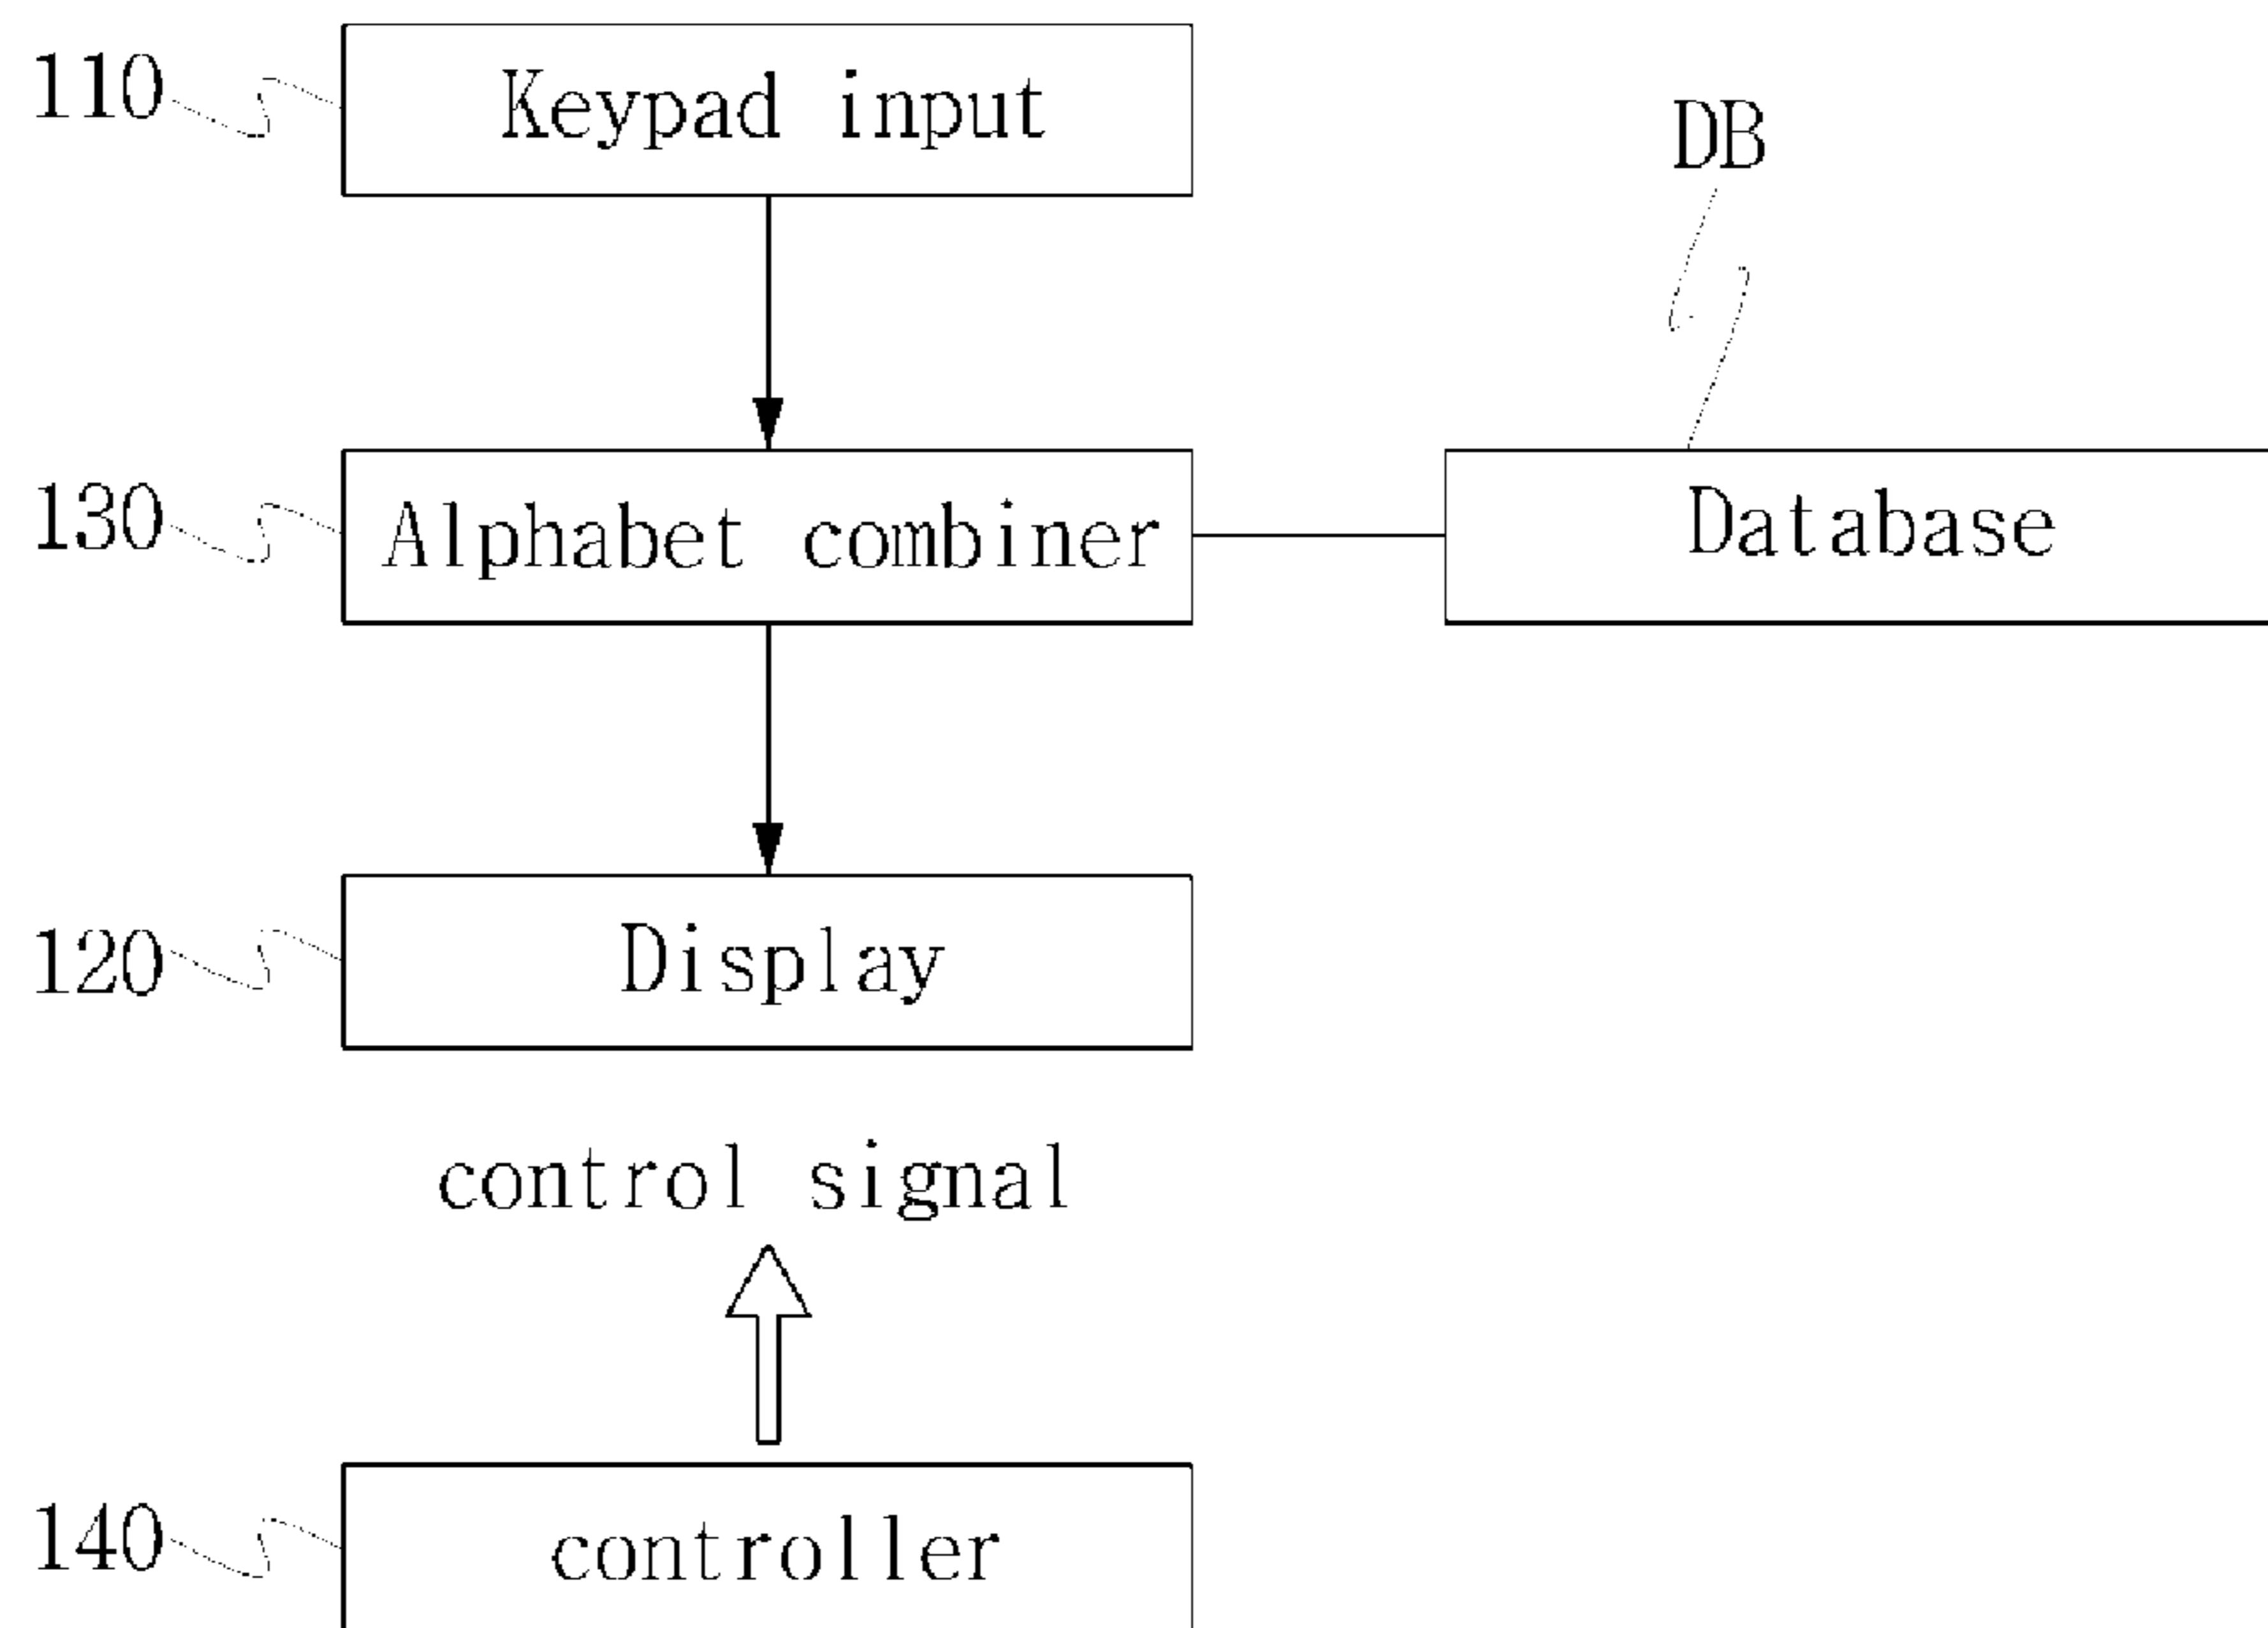 110
Keypad input
DB
130
Alphabet combiner
Database
120
Display
control signal
140
controller